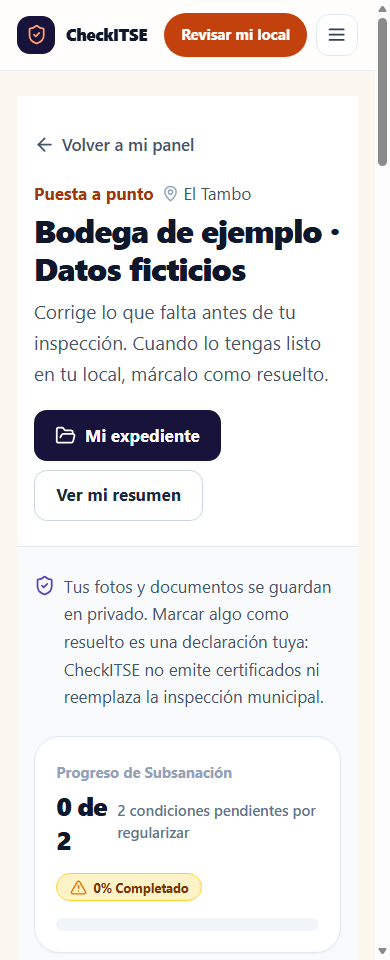 CheckITSE
Revisar mi local
Volver a mi panel
Puesta a punto
El Tambo
Bodega de ejemplo ·
Datos ficticios
Corrige lo que falta antes de tu
inspección. Cuando lo tengas listo
en tu local, márcalo como resuelto.
Mi expediente
Ver mi resumen
Tus fotos y documentos se guardan
en privado. Marcar algo como
resuelto es una declaración tuya:
CheckITSE no emite certificados ni
reemplaza la inspección municipal.
Progreso de Subsanación
0 de
2
2 condiciones pendientes por
regularizar
0% Completado